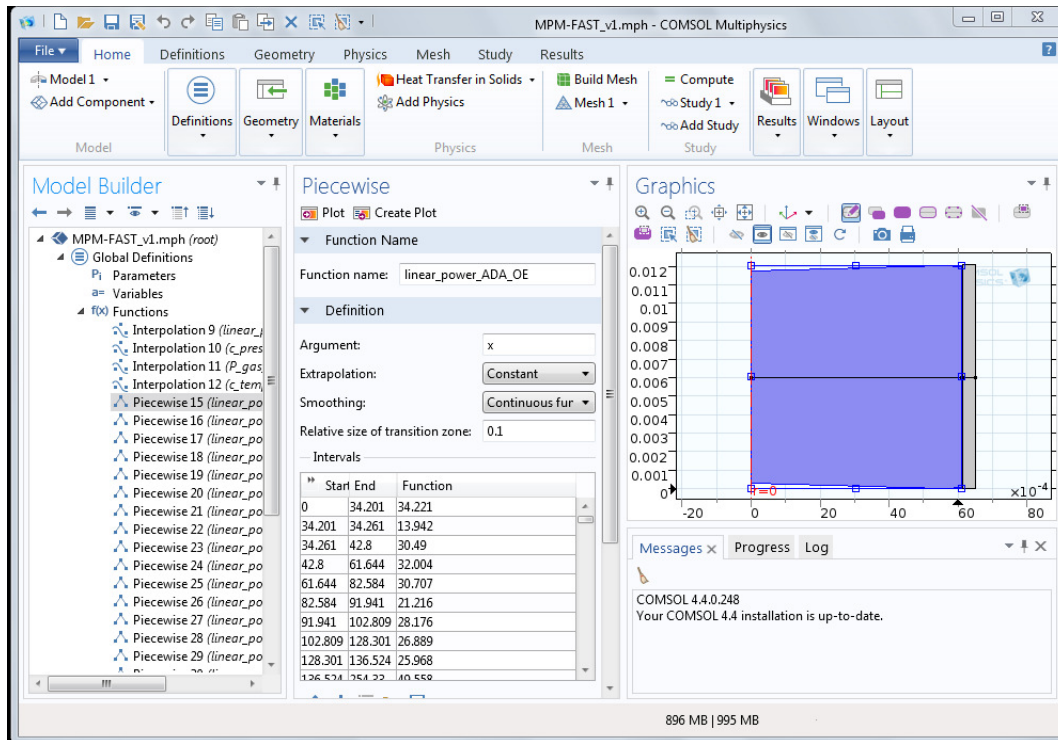 MPM-FAST_v1.mph - COMSOL Multiphysics
File Home Definitions Geometry Physics Mesh Study Results
Model 1
Add Component
Model
Definitions
Geometry
Materials
Heat Transfer in Solids
Add Physics
Physics
Build Mesh
Mesh 1
Mesh
Compute
Study 1
Add Study
Study
Results
Windows
Layout
Model Builder
MPM-FAST_v1.mph (root)
Global Definitions
Pi Parameters
a= Variables
f(x) Functions
Interpolation 9 (linear_
Interpolation 10 (c_pres
Interpolation 11 (P_gas
Interpolation 12 (c_tem
Piecewise 15 (linear_po
Piecewise 16 (linear_po
Piecewise 17 (linear_po
Piecewise 18 (linear_po
Piecewise 19 (linear_po
Piecewise 20 (linear_po
Piecewise 21 (linear_po
Piecewise 22 (linear_po
Piecewise 23 (linear_po
Piecewise 24 (linear_po
Piecewise 25 (linear_po
Piecewise 26 (linear_po
Piecewise 27 (linear_po
Piecewise 28 (linear_po
Piecewise 29 (linear_po
Piecewise
Plot Create Plot
Function Name
Function name: linear_power_ADA_OE
Definition
Argument: x
Extrapolation: Constant
Smoothing: Continuous fur
Relative size of transition zone: 0.1
Intervals
Start End Function
0 34.201 34.221
34.201 34.261 13.942
34.261 42.8 30.49
42.8 61.644 32.004
61.644 82.584 30.707
82.584 91.941 21.216
91.941 102.809 28.176
102.809 128.301 26.889
128.301 136.524 25.968
136.524 254.33 49.558
Graphics
0.012
0.011
0.01
0.009
0.008
0.007
0.006
0.005
0.004
0.003
0.002
0.001
0
r=0
×10⁻⁴
-20 0 20 40 60 80
Messages Progress Log
COMSOL 4.4.0.248
Your COMSOL 4.4 installation is up-to-date.
896 MB | 995 MB